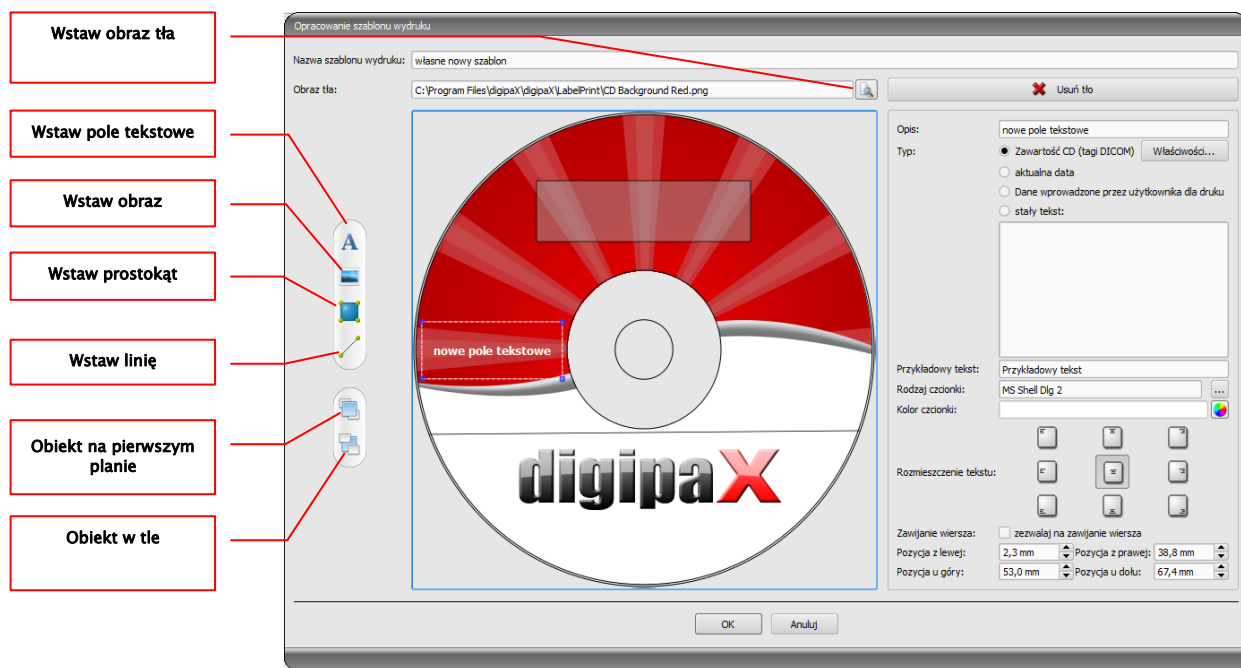 Wstaw obraz tła
Wstaw pole tekstowe
Wstaw obraz
Wstaw prostokąt
Wstaw linię
Obiekt na pierwszym
planie
Obiekt w tle
Opracowanie szablonu wydruku
Nazwa szablonu wydruku: własne nowy szablon
Obraz tła: C:\Program Files\digipaX\digipaX\LabelPrint\CD Background Red.png
Usuń tło
A
nowe pole tekstowe
digipaX
Opis: nowe pole tekstowe
Typ: Zawartość CD (tagi DICOM) Właściwości...
aktualna data
Dane wprowadzone przez użytkownika dla druku
stały tekst:
Przykładowy tekst: Przykładowy tekst
Rodzaj czcionki: MS Shell Dlg 2 ...
Kolor czcionki:
Rozmieszczenie tekstu:
Zawijanie wiersza: zezwalaj na zawijanie wiersza
Pozycja z lewej: 2,3 mm Pozycja z prawej: 38,8 mm
Pozycja u góry: 53,0 mm Pozycja u dołu: 67,4 mm
OK Anuluj